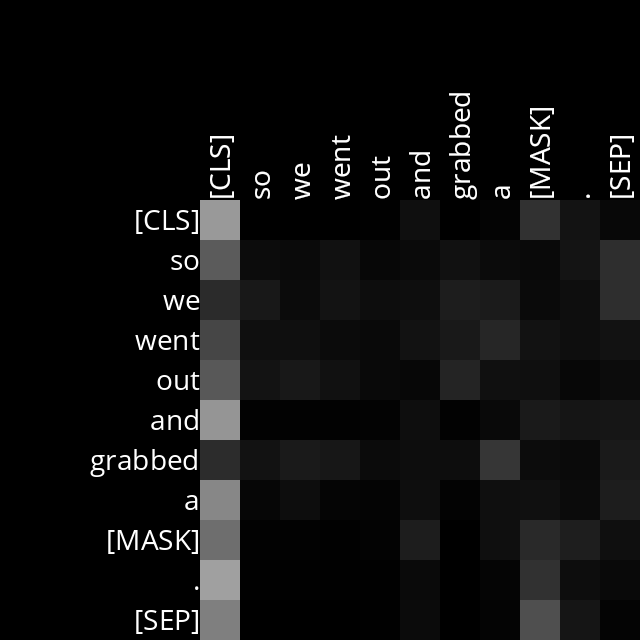 [CLS] so we went out and grabbed a [MASK] . [SEP]
[CLS]
so
we
went
out
and
grabbed
a
[MASK]
.
[SEP]